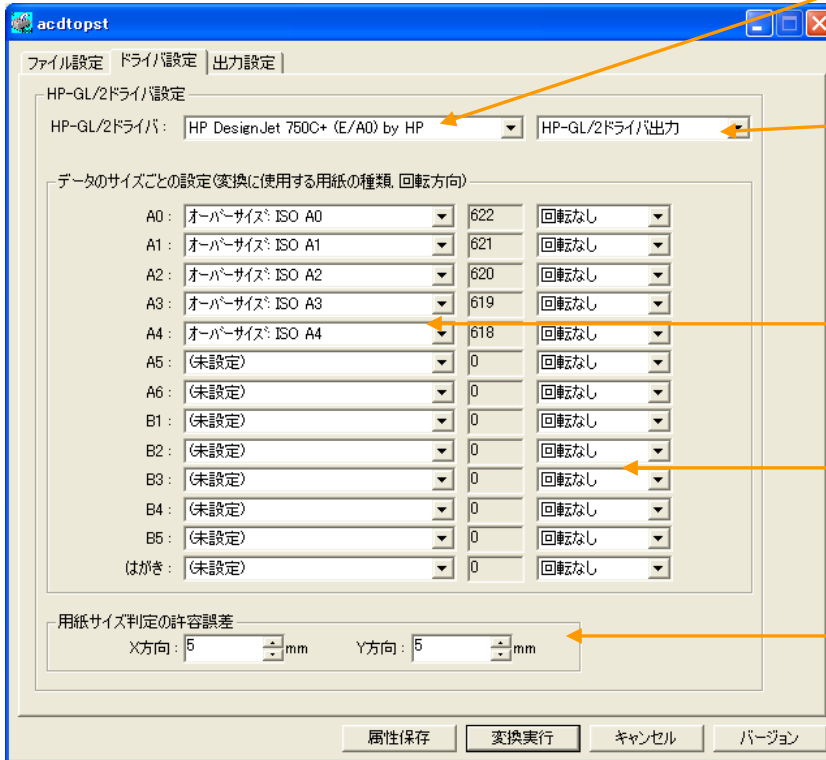 acdtopst
ファイル設定 ドライバ設定 出力設定
HP-GL/2ドライバ設定
HP-GL/2ドライバ: HP DesignJet 750C+ (E/A0) by HP HP-GL/2ドライバ出力
データのサイズごとの設定(変換に使用する用紙の種類, 回転方向)
A0: オーバーサイズ: ISO A0 622 回転なし
A1: オーバーサイズ: ISO A1 621 回転なし
A2: オーバーサイズ: ISO A2 620 回転なし
A3: オーバーサイズ: ISO A3 619 回転なし
A4: オーバーサイズ: ISO A4 618 回転なし
A5: (未設定) 0 回転なし
A6: (未設定) 0 回転なし
B1: (未設定) 0 回転なし
B2: (未設定) 0 回転なし
B3: (未設定) 0 回転なし
B4: (未設定) 0 回転なし
B5: (未設定) 0 回転なし
はがき: (未設定) 0 回転なし
用紙サイズ判定の許容誤差
X方向: 5 mm Y方向: 5 mm
属性保存 変換実行 キャンセル バージョン